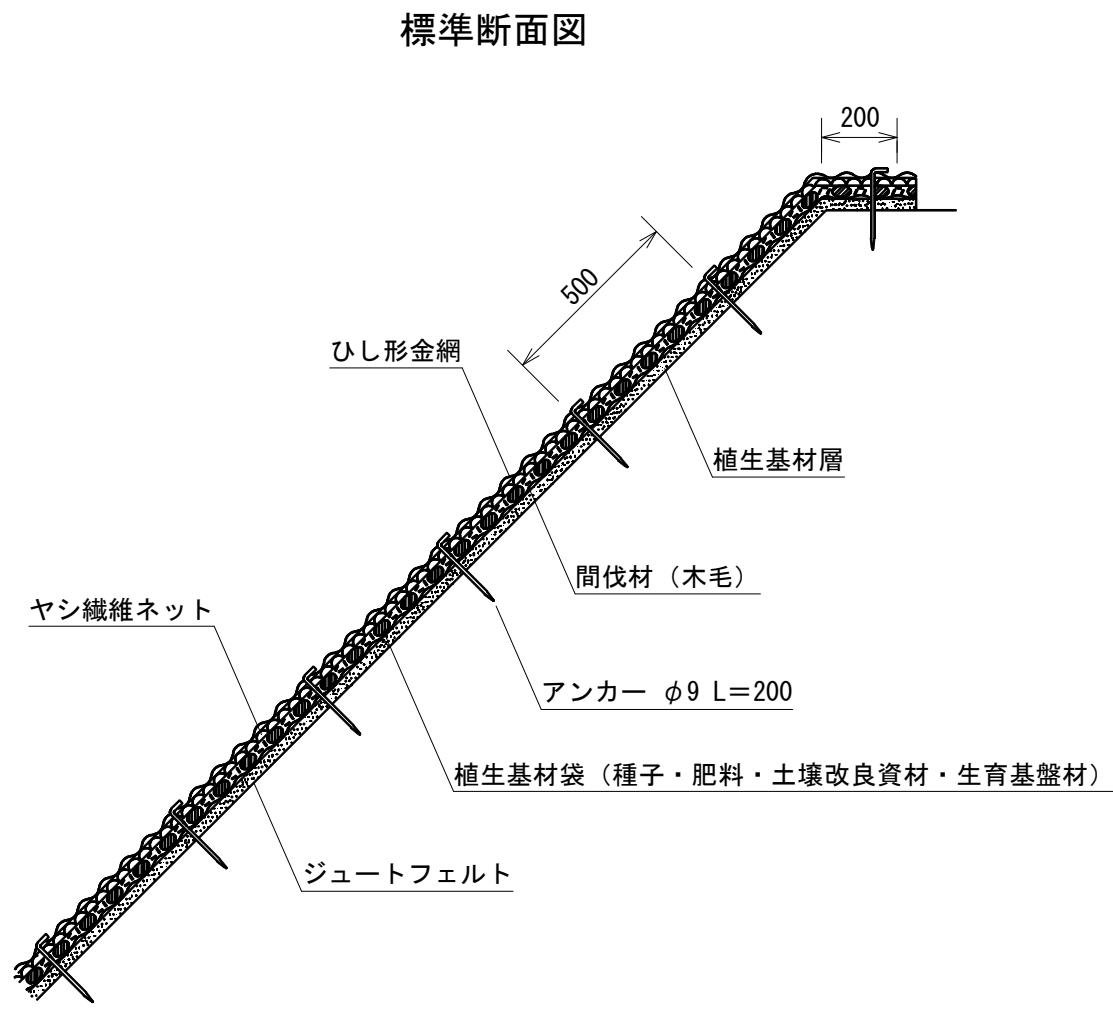 標準断面図
200
500
ひし形金網
植生基材層
間伐材（木毛）
ヤシ繊維ネット
アンカー φ9 L＝200
植生基材袋（種子・肥料・土壌改良資材・生育基盤材）
ジュートフェルト